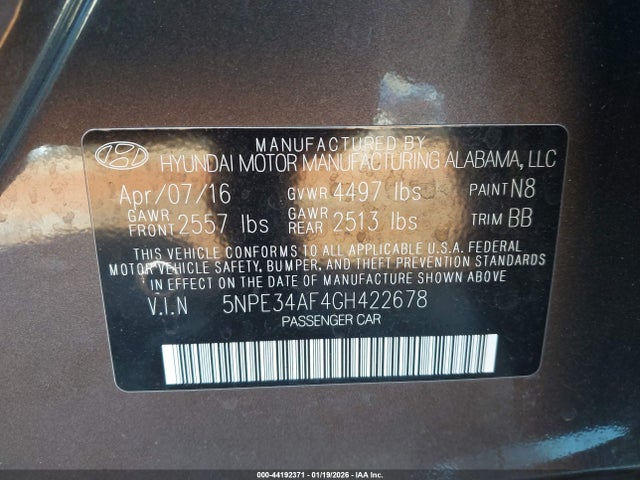 MANUFACTURED BY
HYUNDAI MOTOR MANUFACTURING ALABAMA, LLC
Apr/07/16 GVWR 4497 lbs PAINT N8
GAWR FRONT 2557 lbs GAWR REAR 2513 lbs TRIM BB
THIS VEHICLE CONFORMS TO ALL APPLICABLE U.S.A. FEDERAL
MOTOR VEHICLE SAFETY, BUMPER, AND THEFT PREVENTION STANDARDS
IN EFFECT ON THE DATE OF MANUFACTURE SHOWN ABOVE
V.I.N 5NPE34AF4GH422678
PASSENGER CAR
000-44192371 - 01/19/2026 - IAA Inc.